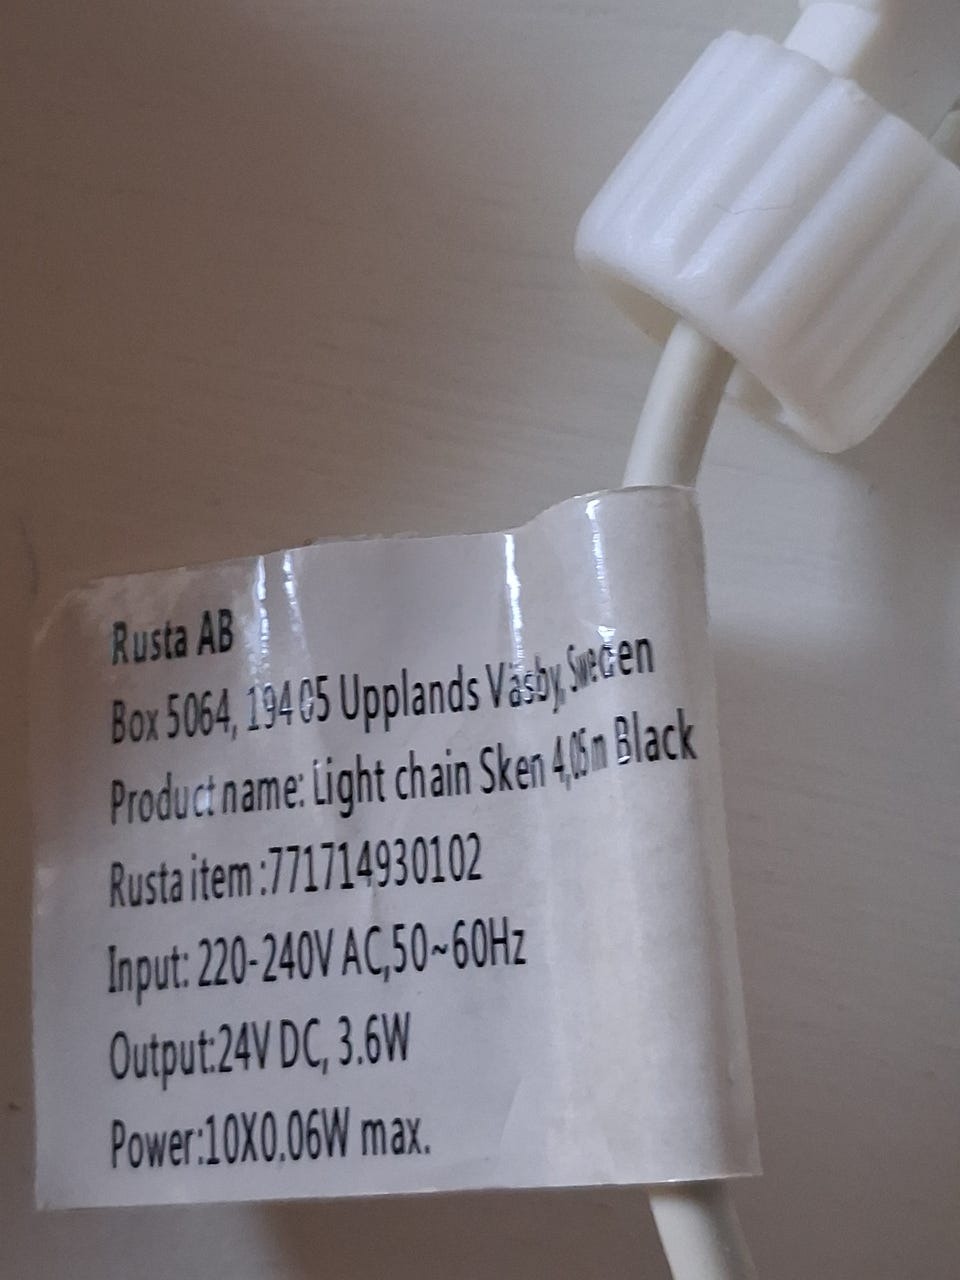 Rusta AB
Box 5064, 194 05 Upplands Väsby, Sweden
Product name: Light chain Sken 4,05m Black
Rusta item :771714930102
Input: 220-240V AC,50~60Hz
Output:24V DC, 3.6W
Power:10X0.06W max.